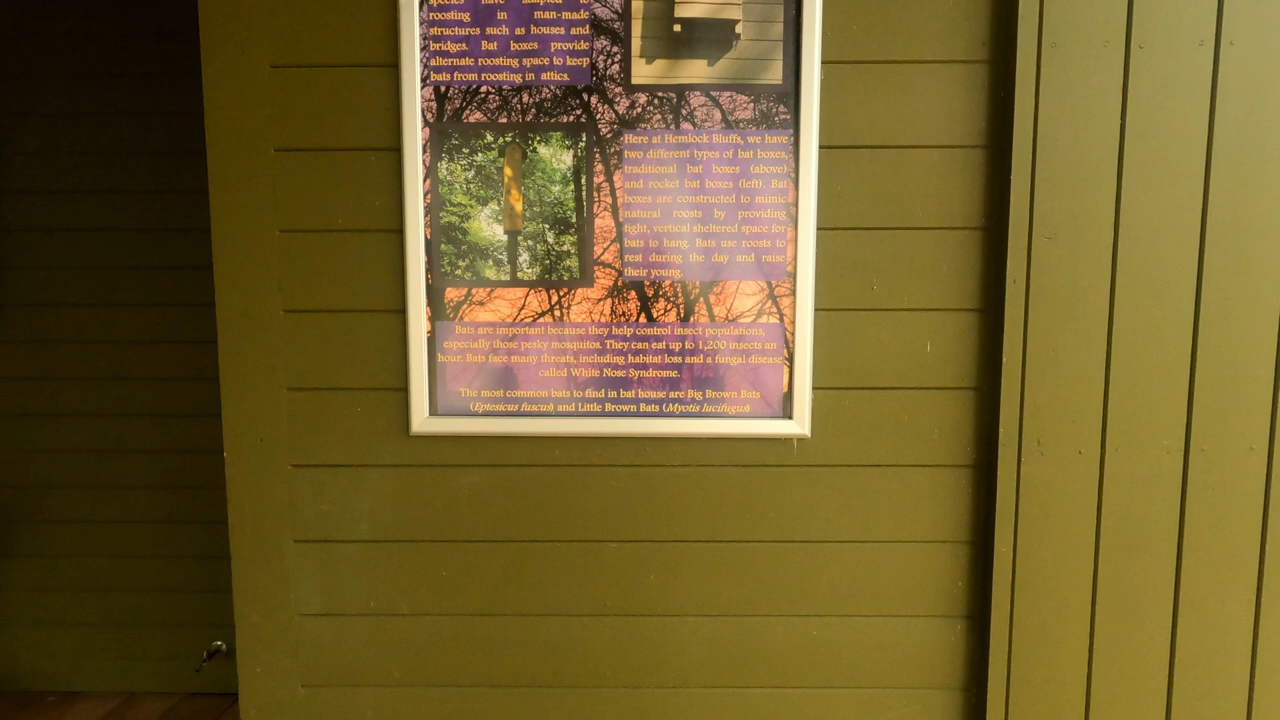 species have adapted to
roosting in man-made
structures such as houses and
bridges. Bat boxes provide
alternate roosting space to keep
bats from roosting in attics.
Here at Hemlock Bluffs, we have
two different types of bat boxes,
traditional bat boxes (above)
and rocket bat boxes (left). Bat
boxes are constructed to mimic
natural roosts by providing
tight, vertical sheltered space for
bats to hang. Bats use roosts to
rest during the day and raise
their young.
Bats are important because they help control insect populations,
especially those pesky mosquitos. They can eat up to 1,200 insects an
hour. Bats face many threats, including habitat loss and a fungal disease
called White Nose Syndrome.
The most common bats to find in bat house are Big Brown Bats
(Eptesicus fuscus) and Little Brown Bats (Myotis lucifugus)